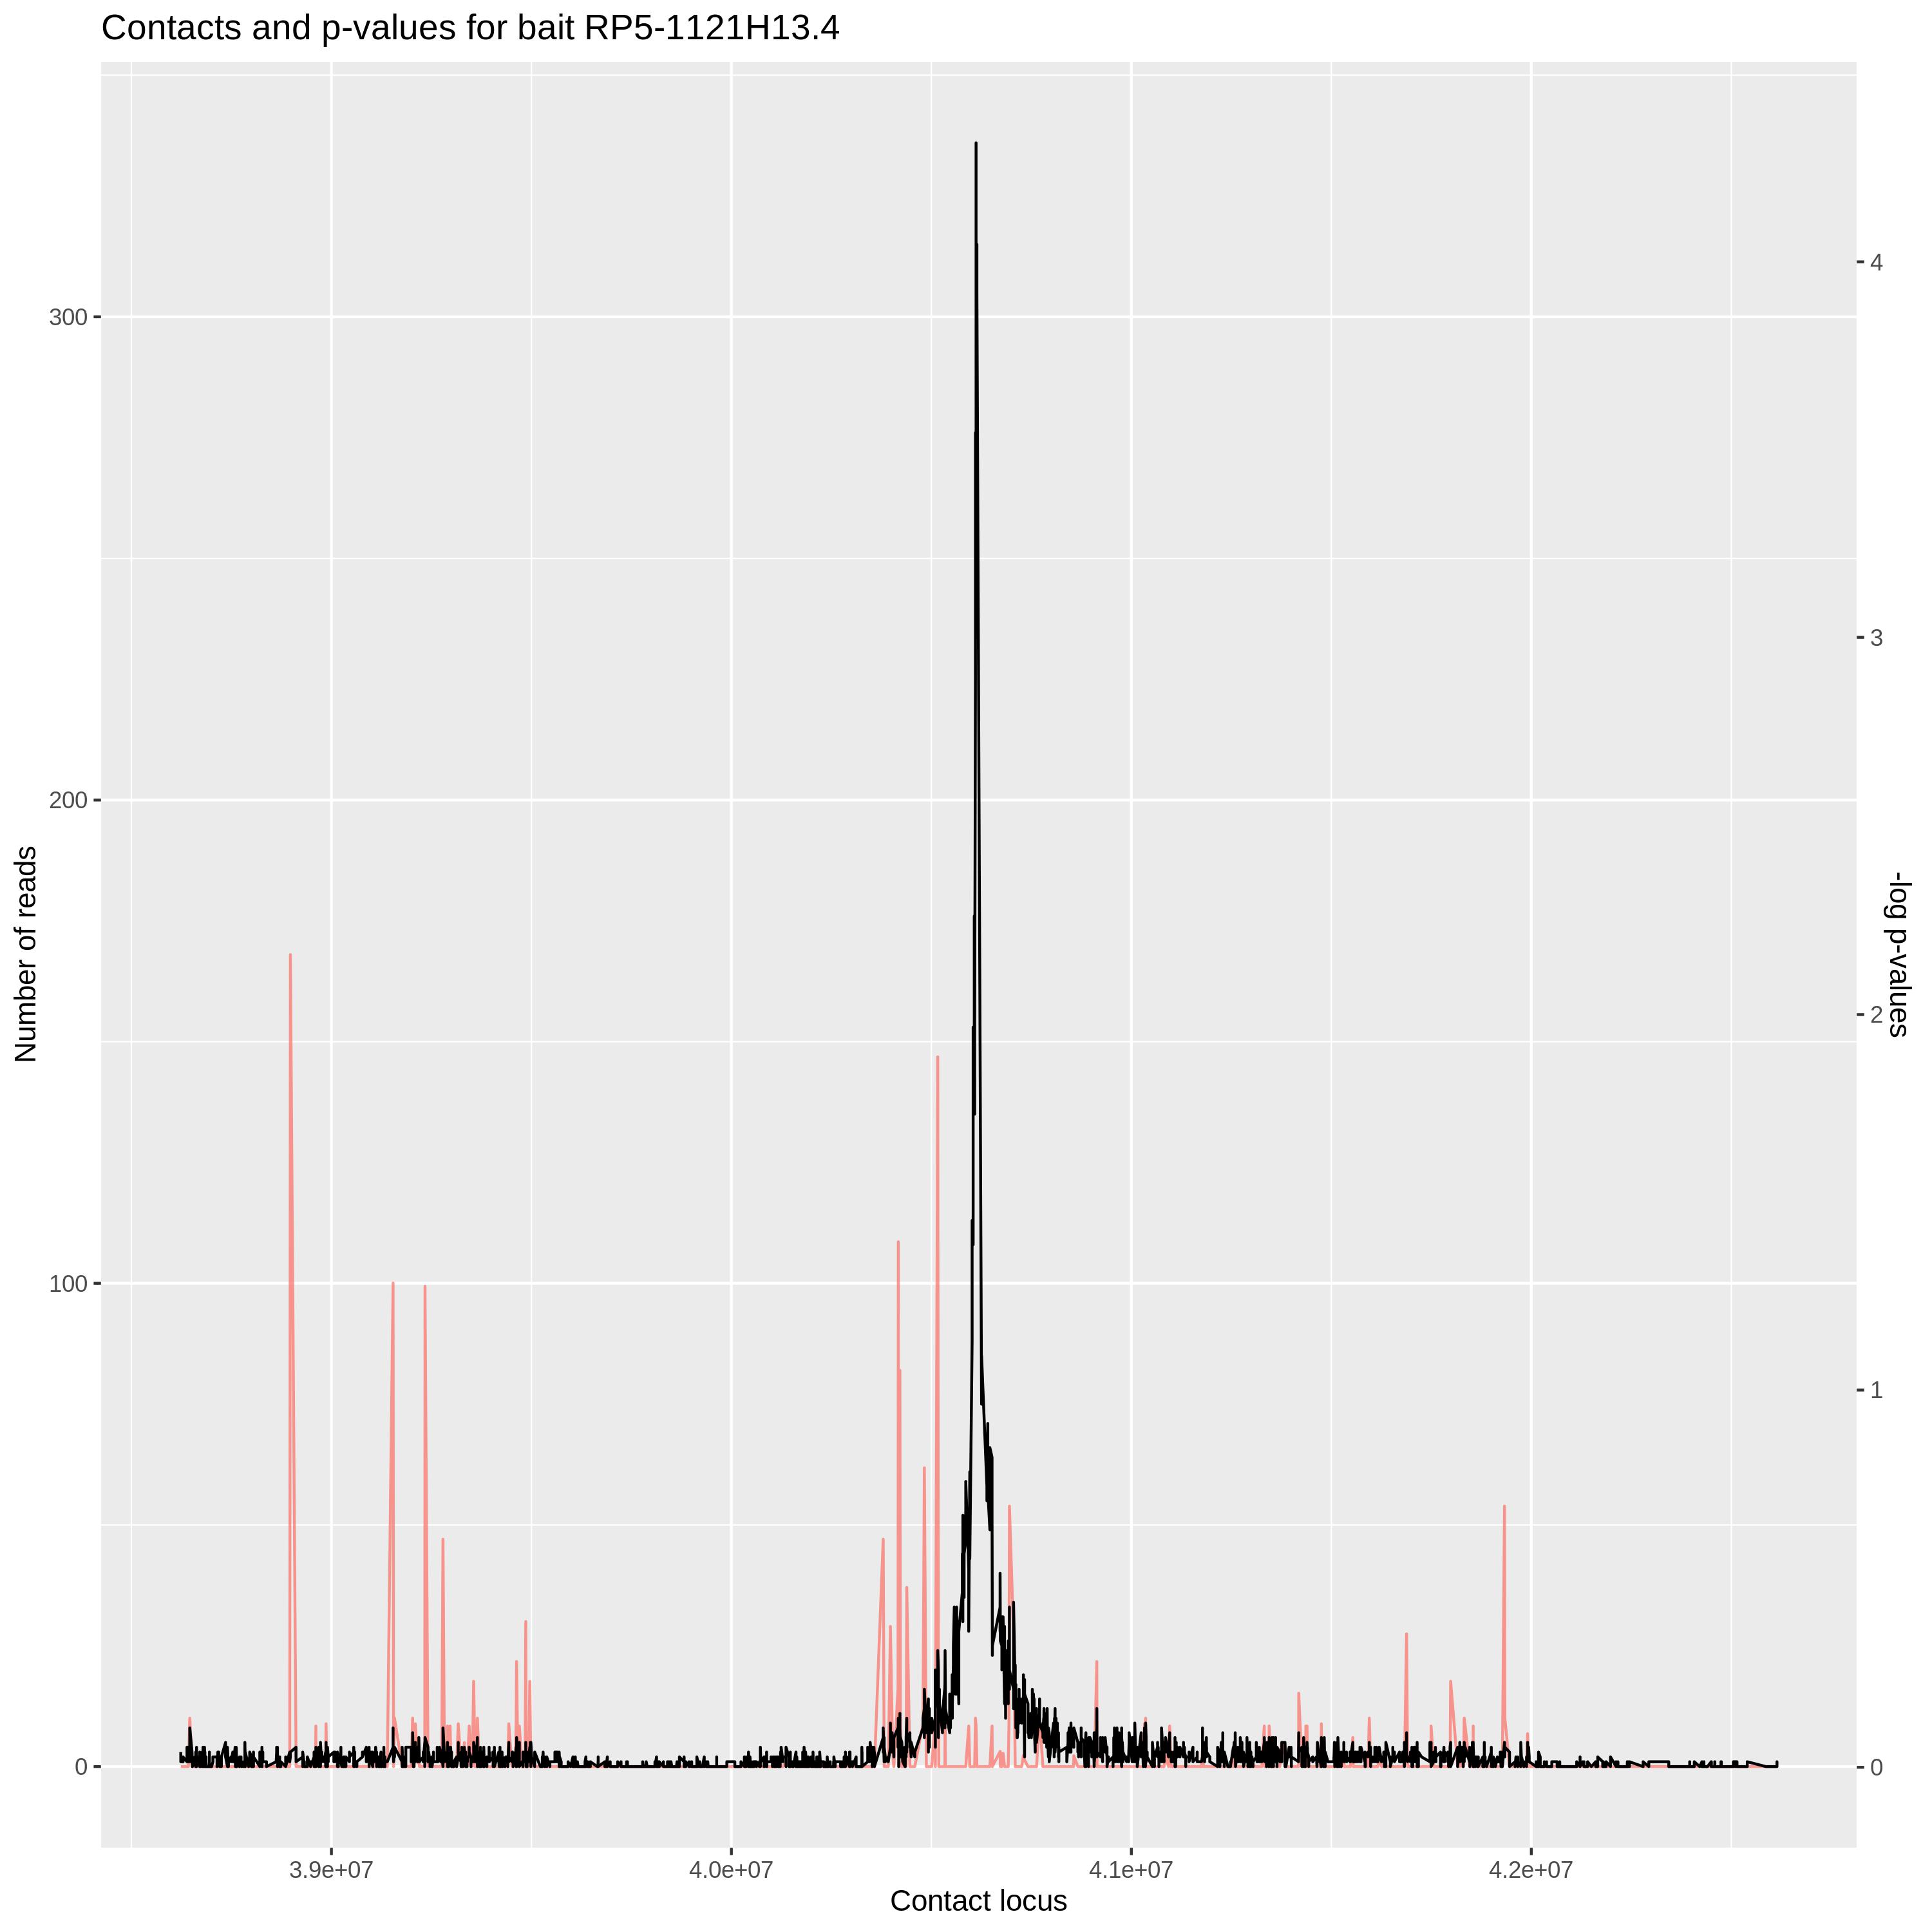 Contacts and p-values for bait RP5-1121H13.4
300
200
100
0
Number of reads
4
3
2
1
0
-log p-values
3.9e+07
4.0e+07
4.1e+07
4.2e+07
Contact locus